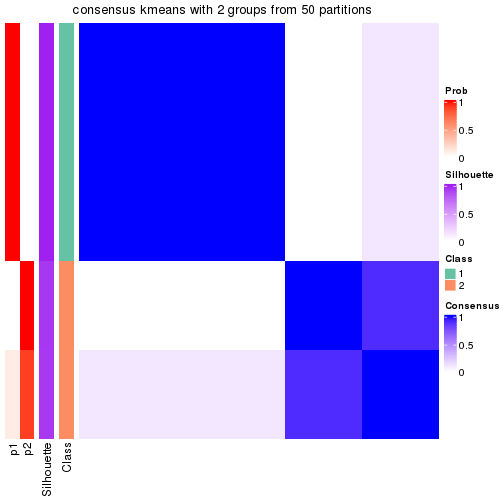 consensus kmeans with 2 groups from 50 partitions
Prob
1
0.5
0
Silhouette
1
0.5
0
Class
1
2
Consensus
1
0.5
0
p1
p2
Silhouette
Class